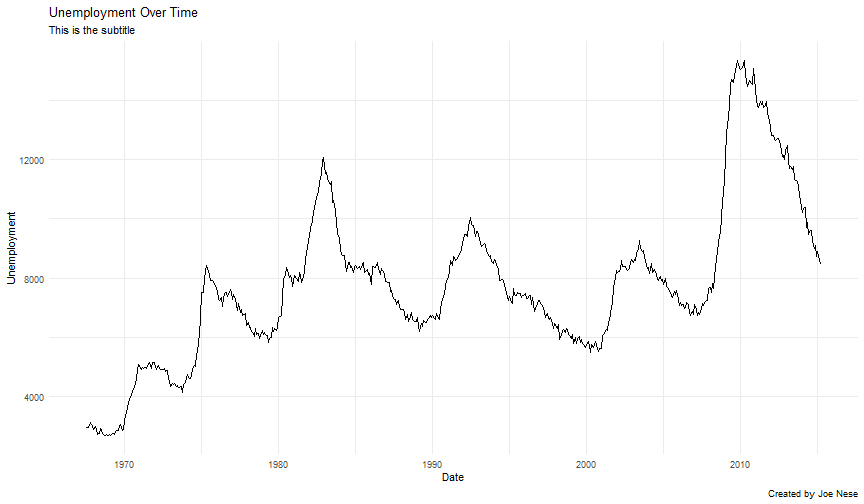 Unemployment Over Time
This is the subtitle
12000
8000
4000
Unemployment
1970 1980 1990 2000 2010
Date
Created by Joe Nese